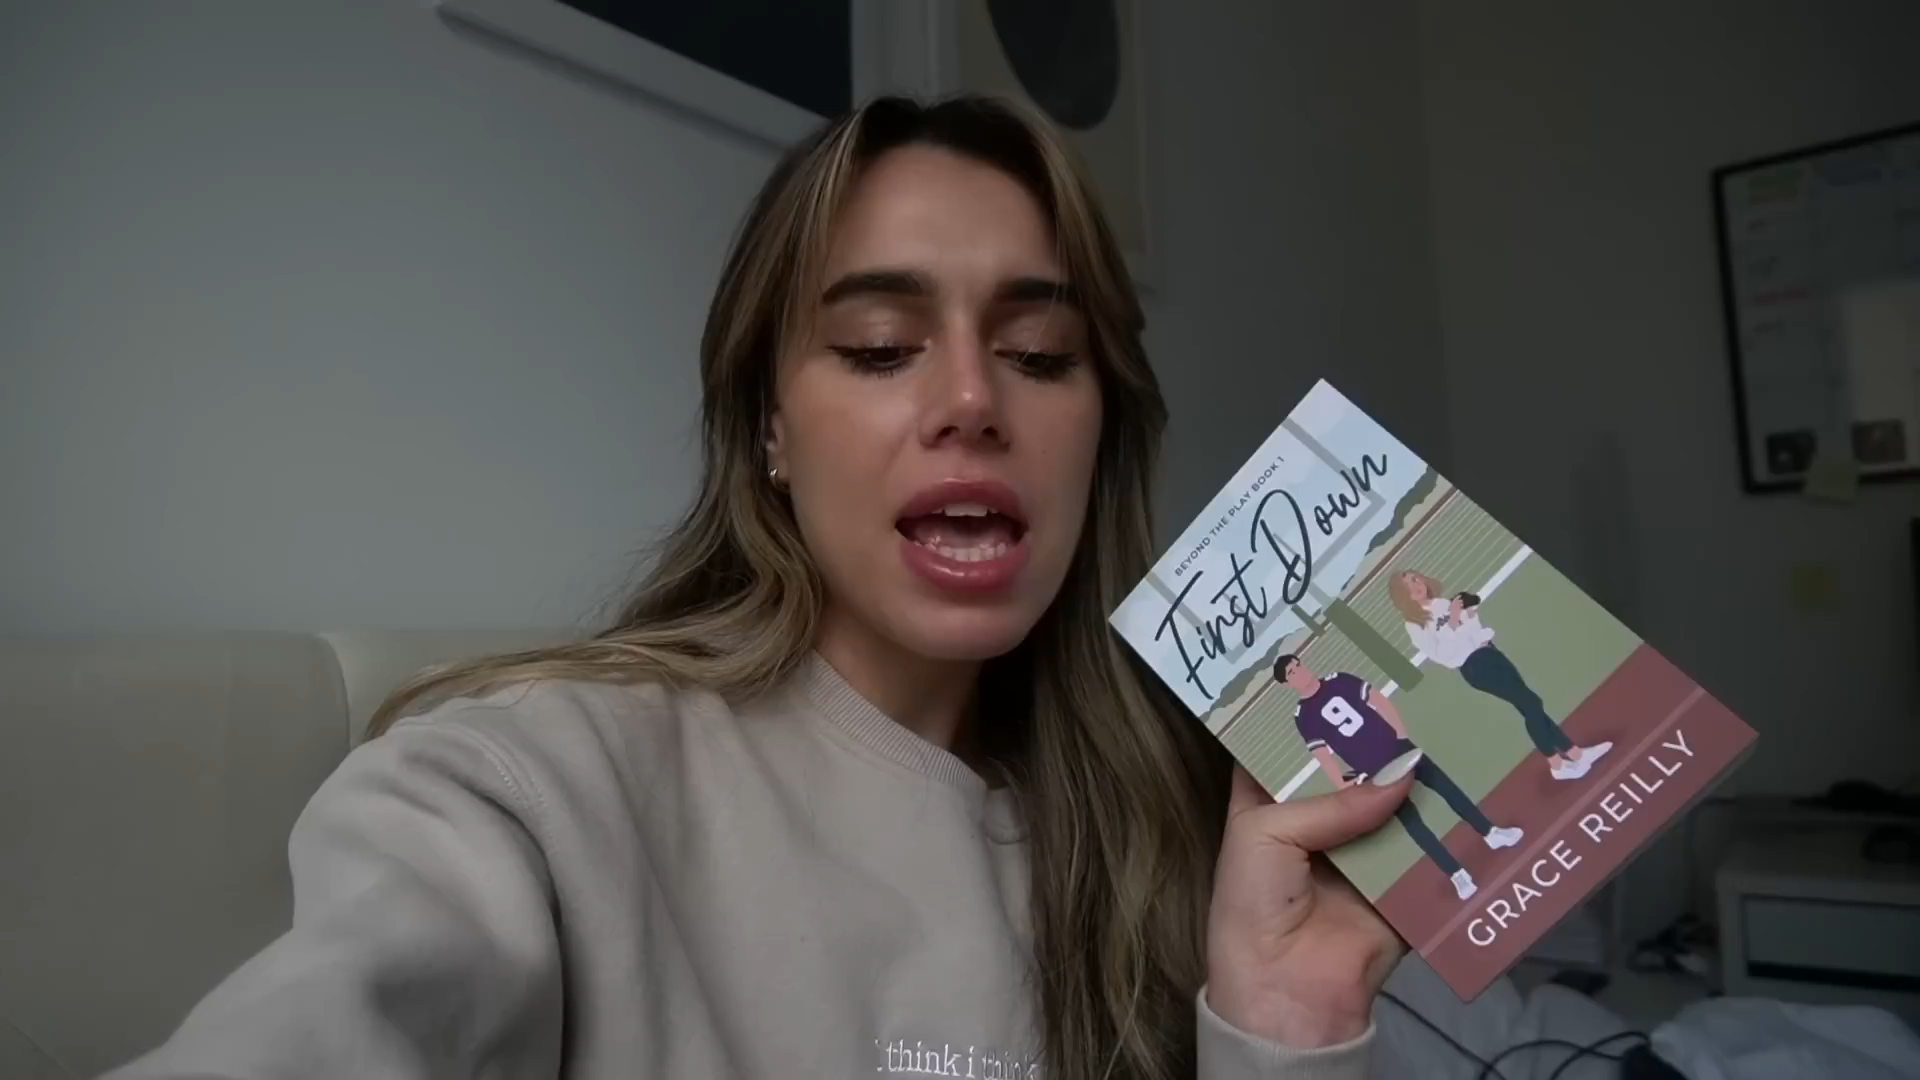 BEYOND THE PLAY BOOK 1
First Down
9
GRACE REILLY
i think i think